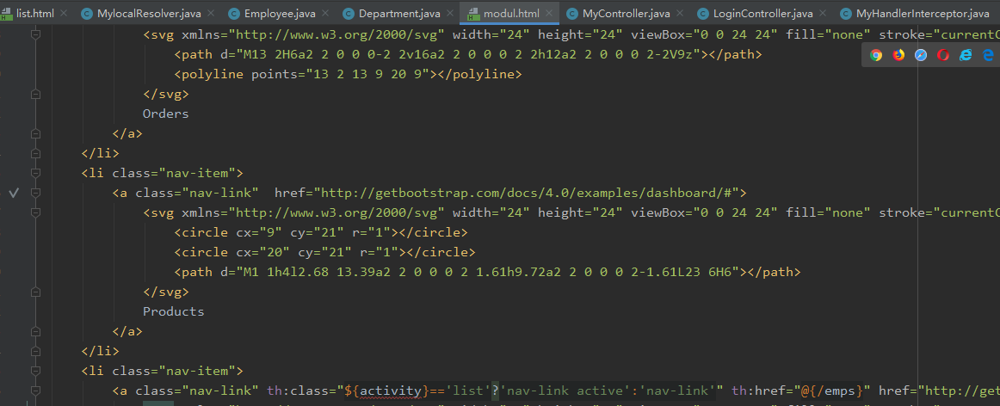 list.html MylocalResolver.java Employee.java Department.java modul.html MyController.java LoginController.java MyHandlerInterceptor.java
<svg xmlns="http://www.w3.org/2000/svg" width="24" height="24" viewBox="0 0 24 24" fill="none" stroke="currentC
<path d="M13 2H6a2 2 0 0 0-2 2v16a2 2 0 0 0 2 2h12a2 2 0 0 0 2-2V9z"></path>
<polyline points="13 2 13 9 20 9"></polyline>
</svg>
Orders
</a>
</li>
<li class="nav-item">
<a class="nav-link"  href="http://getbootstrap.com/docs/4.0/examples/dashboard/#">
<svg xmlns="http://www.w3.org/2000/svg" width="24" height="24" viewBox="0 0 24 24" fill="none" stroke="currentC
<circle cx="9" cy="21" r="1"></circle>
<circle cx="20" cy="21" r="1"></circle>
<path d="M1 1h4l2.68 13.39a2 2 0 0 0 2 1.61h9.72a2 2 0 0 0 2-1.61L23 6H6"></path>
</svg>
Products
</a>
</li>
<li class="nav-item">
<a class="nav-link" th:class="${activity}=='list'?'nav-link active':'nav-link'" th:href="@{/emps}" href="http://get